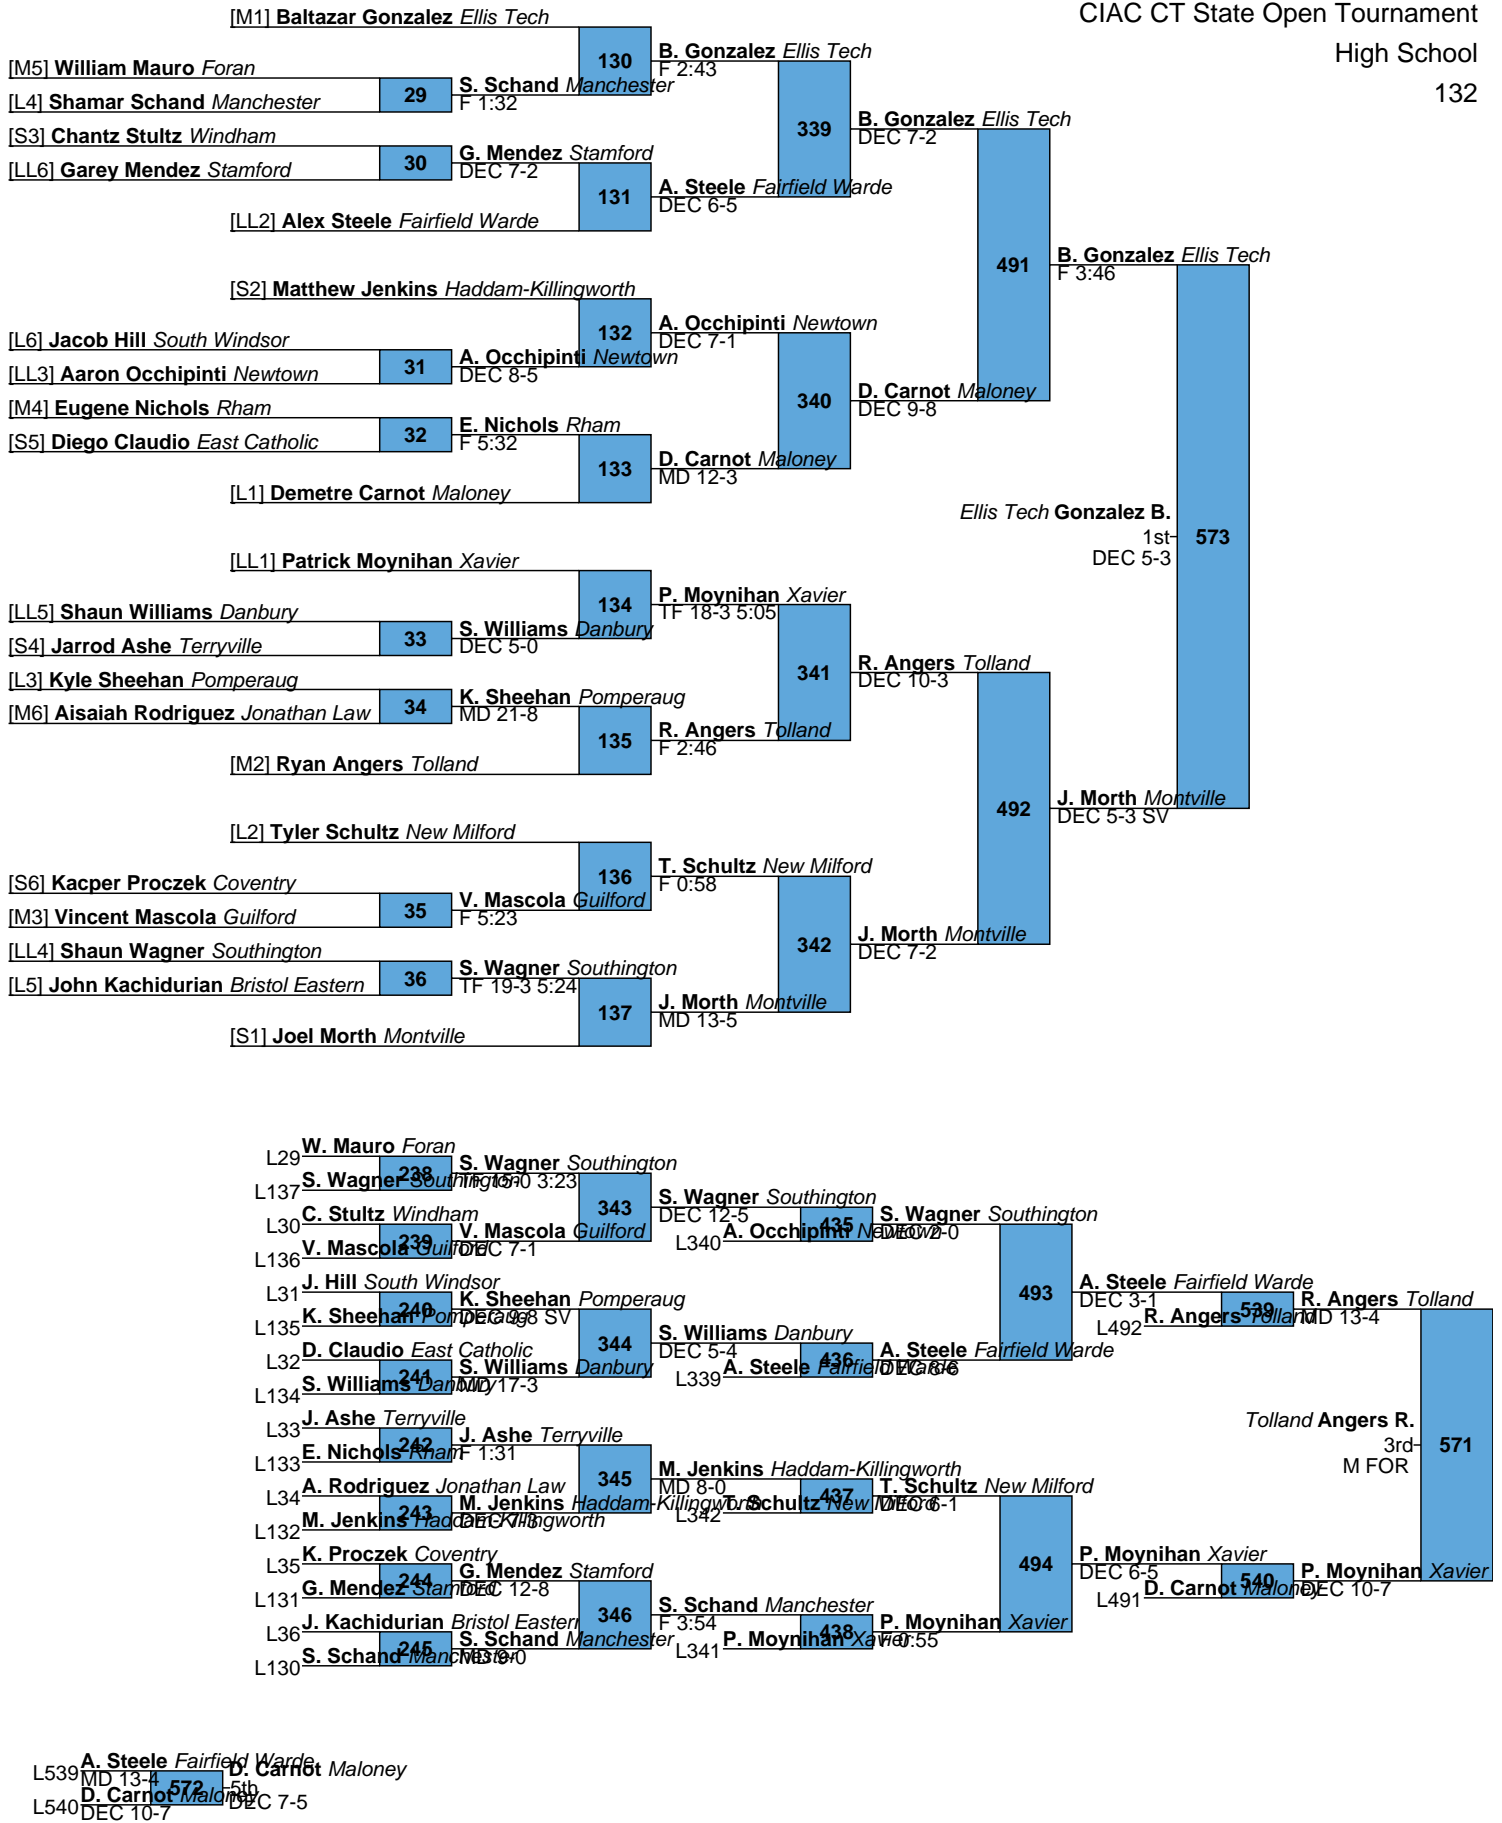 CIAC CT State Open Tournament
High School
132
[M1] Baltazar Gonzalez Ellis Tech
130
B. Gonzalez Ellis Tech
F 2:43
[M5] William Mauro Foran
29
S. Schand Manchester
F 1:32
[L4] Shamar Schand Manchester
339
B. Gonzalez Ellis Tech
DEC 7-2
[S3] Chantz Stultz Windham
30
G. Mendez Stamford
DEC 7-2
[LL6] Garey Mendez Stamford
131
A. Steele Fairfield Warde
DEC 6-5
[LL2] Alex Steele Fairfield Warde
491
B. Gonzalez Ellis Tech
F 3:46
[S2] Matthew Jenkins Haddam-Killingworth
132
A. Occhipinti Newtown
DEC 7-1
[L6] Jacob Hill South Windsor
31
A. Occhipinti Newtown
DEC 8-5
[LL3] Aaron Occhipinti Newtown
340
D. Carnot Maloney
DEC 9-8
[M4] Eugene Nichols Rham
32
E. Nichols Rham
F 5:32
[S5] Diego Claudio East Catholic
133
D. Carnot Maloney
MD 12-3
[L1] Demetre Carnot Maloney
Ellis Tech Gonzalez B.
1st
573
DEC 5-3
[LL1] Patrick Moynihan Xavier
134
P. Moynihan Xavier
TF 18-3 5:05
[LL5] Shaun Williams Danbury
33
S. Williams Danbury
DEC 5-0
[S4] Jarrod Ashe Terryville
341
R. Angers Tolland
DEC 10-3
[L3] Kyle Sheehan Pomperaug
34
K. Sheehan Pomperaug
MD 21-8
[M6] Aisaiah Rodriguez Jonathan Law
135
R. Angers Tolland
F 2:46
[M2] Ryan Angers Tolland
492
J. Morth Montville
DEC 5-3 SV
[L2] Tyler Schultz New Milford
136
T. Schultz New Milford
F 0:58
[S6] Kacper Proczek Coventry
35
V. Mascola Guilford
F 5:23
[M3] Vincent Mascola Guilford
342
J. Morth Montville
DEC 7-2
[LL4] Shaun Wagner Southington
36
S. Wagner Southington
TF 19-3 5:24
[L5] John Kachidurian Bristol Eastern
137
J. Morth Montville
MD 13-5
[S1] Joel Morth Montville
L29 W. Mauro Foran
238
S. Wagner Southington
TF 15-0 3:23
L137 S. Wagner Southington
343
S. Wagner Southington
DEC 12-5
L30 C. Stultz Windham
239
V. Mascola Guilford
DEC 7-1
L136 V. Mascola Guilford
435
S. Wagner Southington
DEC 2-0
L340 A. Occhipinti Newtown
L31 J. Hill South Windsor
240
K. Sheehan Pomperaug
DEC 9-8 SV
L135 K. Sheehan Pomperaug
493
A. Steele Fairfield Warde
DEC 3-1
344
S. Williams Danbury
DEC 5-4
L32 D. Claudio East Catholic
241
S. Williams Danbury
MD 17-3
L134 S. Williams Danbury
436
A. Steele Fairfield Warde
DEC 8-6
L339 A. Steele Fairfield Warde
539
R. Angers Tolland
MD 13-4
L492 R. Angers Tolland
L33 J. Ashe Terryville
242
J. Ashe Terryville
F 1:31
L133 E. Nichols Rham
345
M. Jenkins Haddam-Killingworth
MD 8-0
L34 A. Rodriguez Jonathan Law
243
M. Jenkins Haddam-Killingworth
DEC 7-3
L132 M. Jenkins Haddam-Killingworth
437
T. Schultz New Milford
DEC 6-1
L342 T. Schultz New Milford
Tolland Angers R.
3rd
571
M FOR
L35 K. Proczek Coventry
244
G. Mendez Stamford
DEC 12-8
L131 G. Mendez Stamford
494
P. Moynihan Xavier
DEC 6-5
346
S. Schand Manchester
F 3:54
L36 J. Kachidurian Bristol Eastern
245
S. Schand Manchester
MD 9-0
L130 S. Schand Manchester
438
P. Moynihan Xavier
F 0:55
L341 P. Moynihan Xavier
540
P. Moynihan Xavier
DEC 10-7
L491 D. Carnot Maloney
L539 A. Steele Fairfield Warde
MD 13-4
572
D. Carnot Maloney
5th
DEC 7-5
L540 D. Carnot Maloney
DEC 10-7